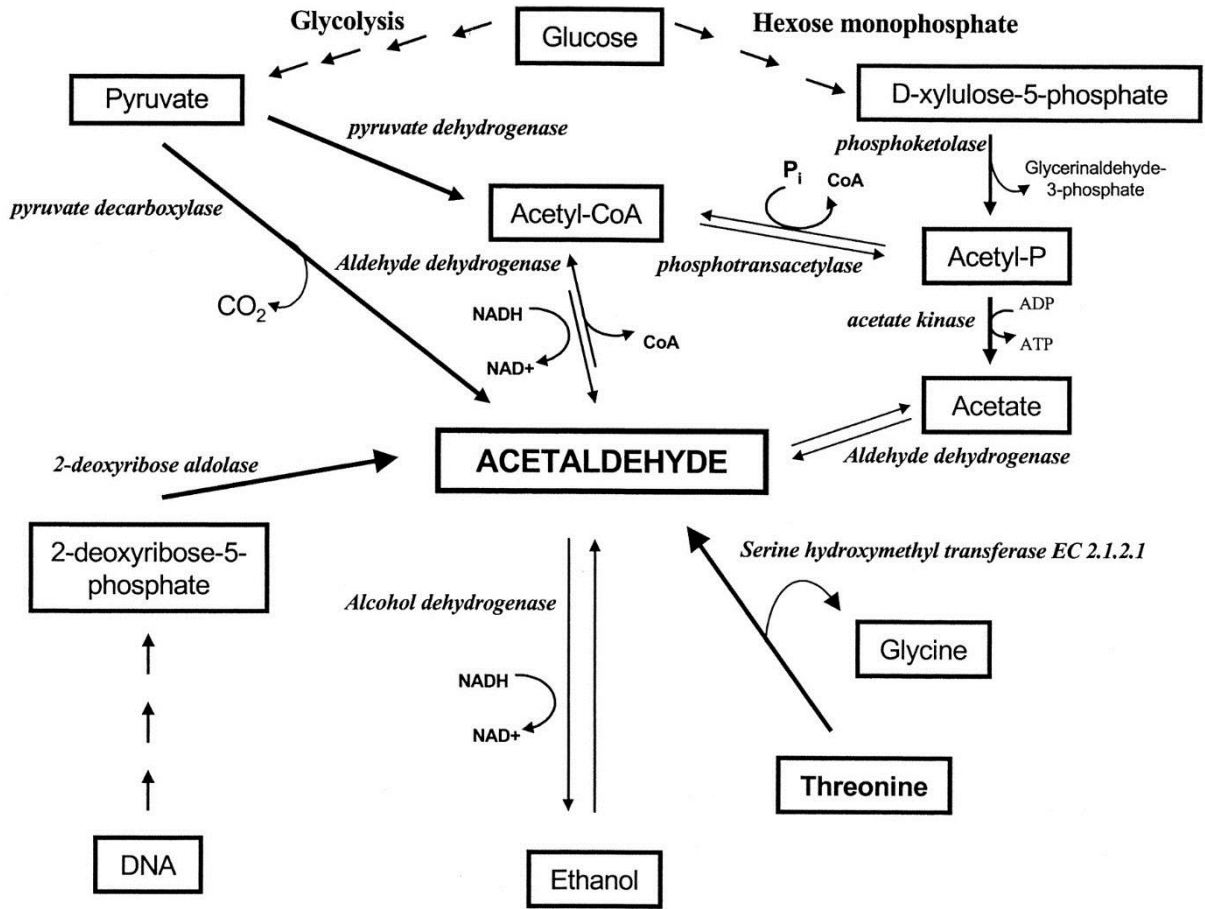 Glycolysis
Glucose
Hexose monophosphate
Pyruvate
D-xylulose-5-phosphate
pyruvate dehydrogenase
phosphoketolase
Glycerinaldehyde-
3-phosphate
pyruvate decarboxylase
Pi
CoA
Acetyl-CoA
Acetyl-P
Aldehyde dehydrogenase
phosphotransacetylase
CO2
NADH
NAD+
CoA
acetate kinase
ADP
ATP
Acetate
ACETALDEHYDE
Aldehyde dehydrogenase
2-deoxyribose aldolase
2-deoxyribose-5-
phosphate
Serine hydroxymethyl transferase EC 2.1.2.1
Alcohol dehydrogenase
Glycine
NADH
NAD+
Threonine
DNA
Ethanol